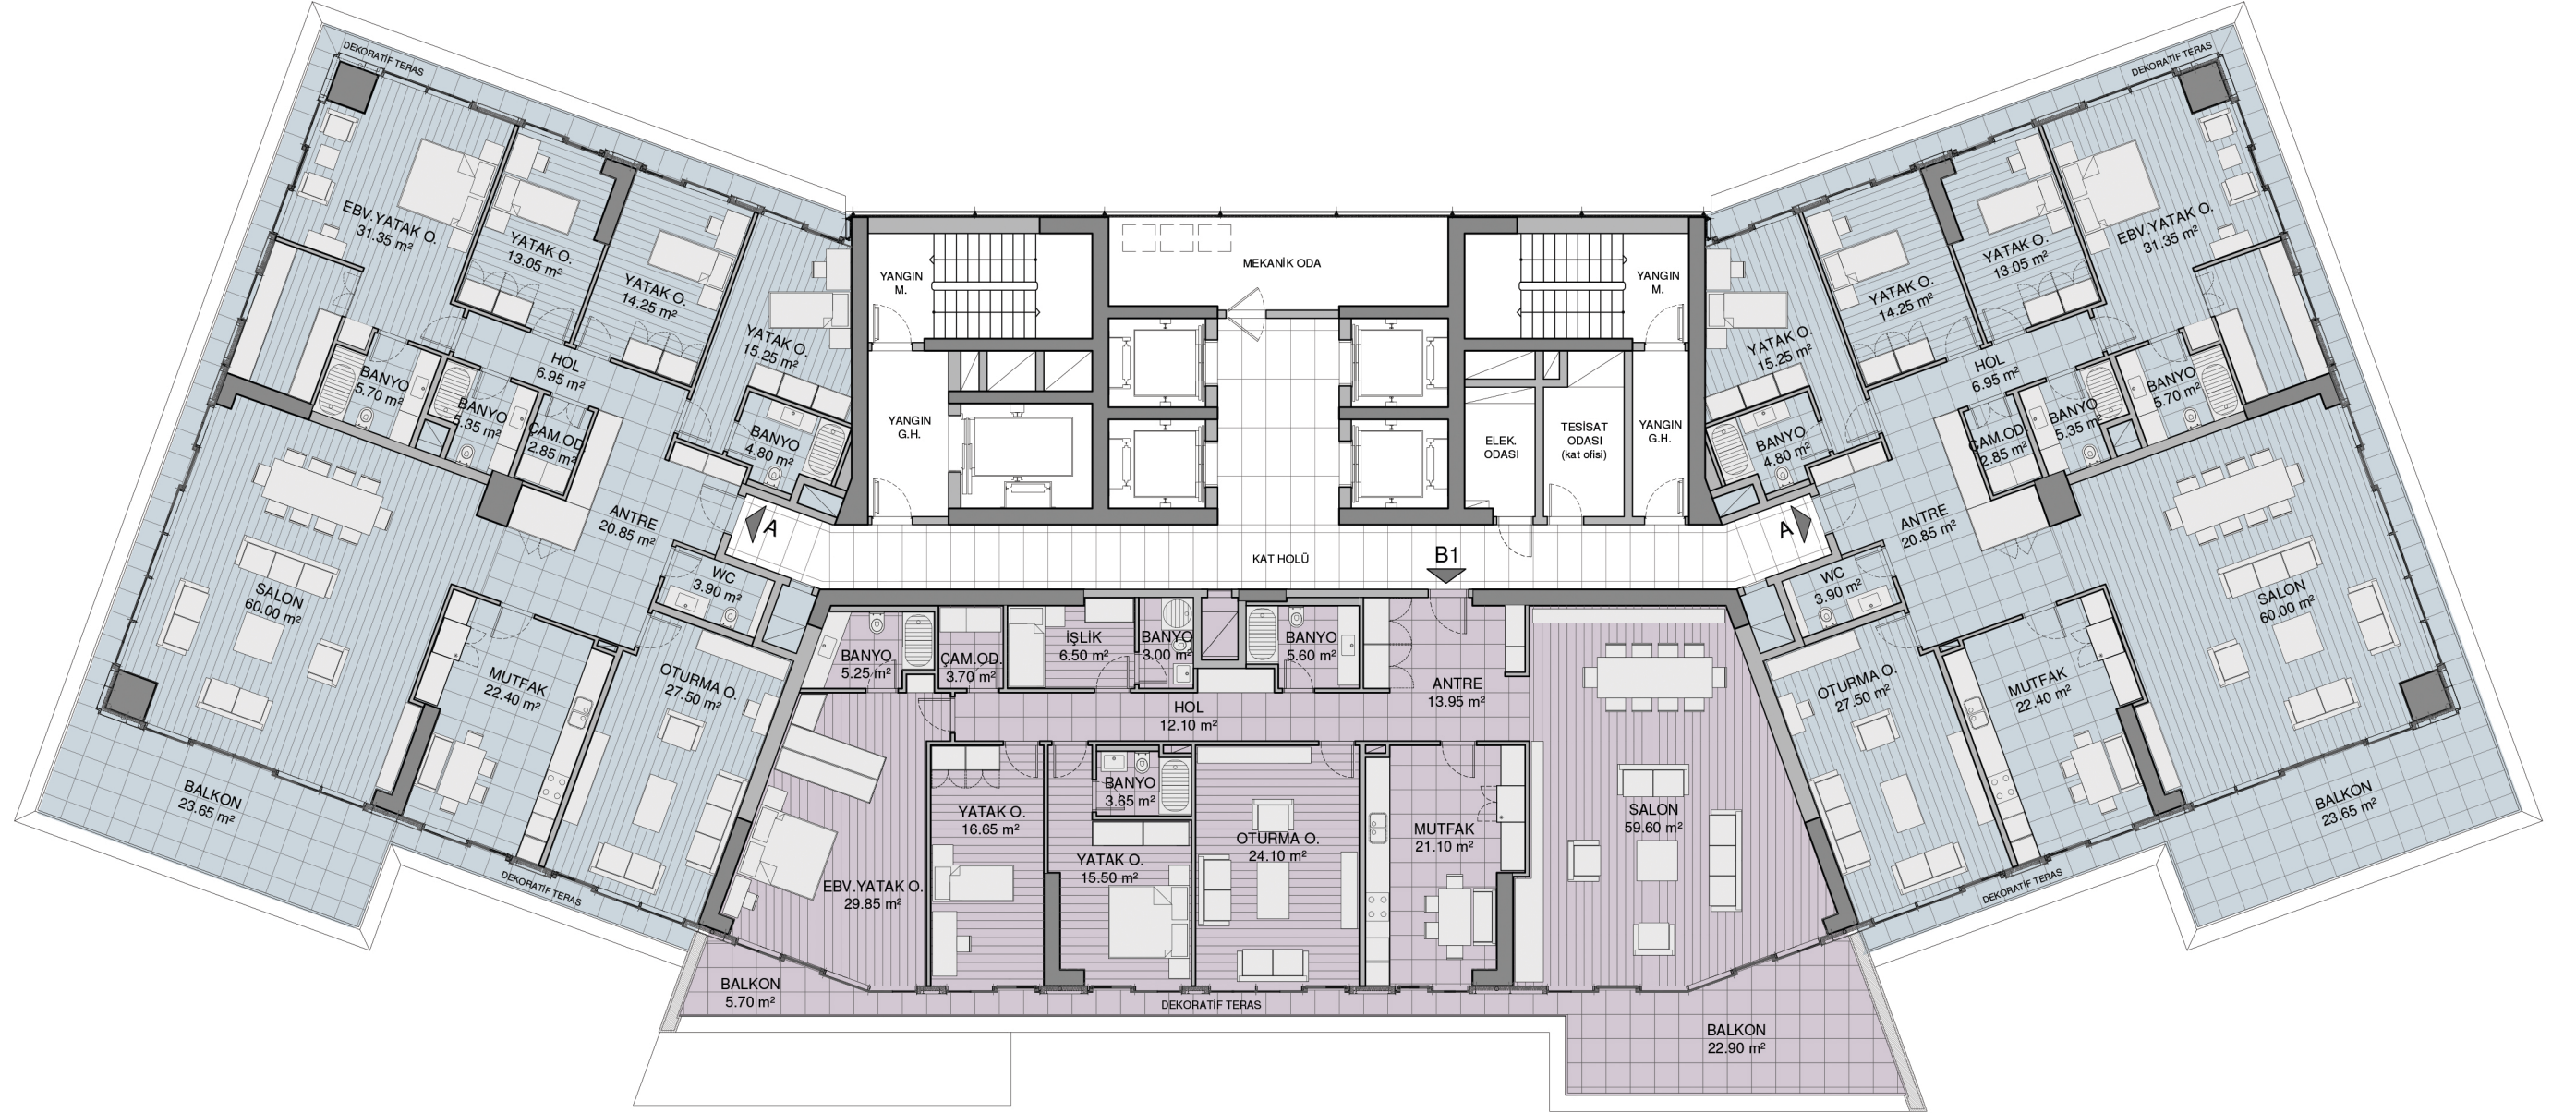 DEKORATİF TERAS
EBV.YATAK O.
31.35 m²
YATAK O.
13.05 m²
YATAK O.
14.25 m²
YATAK O.
15.25 m²
HOL
6.95 m²
BANYO
5.70 m²
BANYO
5.35 m²
ÇAM.OD.
2.85 m²
BANYO
4.80 m²
ANTRE
20.85 m²
A
WC
3.90 m²
SALON
60.00 m²
MUTFAK
22.40 m²
OTURMA O.
27.50 m²
BALKON
23.65 m²
DEKORATİF TERAS
YANGIN
M.
YANGIN
G.H.
MEKANİK ODA
YANGIN
M.
ELEK.
ODASI
TESİSAT
ODASI
(kat ofisi)
YANGIN
G.H.
KAT HOLÜ
B1
BANYO
5.25 m²
ÇAM.OD.
3.70 m²
İŞLİK
6.50 m²
BANYO
3.00 m²
BANYO
5.60 m²
ANTRE
13.95 m²
HOL
12.10 m²
EBV.YATAK O.
29.85 m²
YATAK O.
16.65 m²
BANYO
3.65 m²
YATAK O.
15.50 m²
OTURMA O.
24.10 m²
MUTFAK
21.10 m²
SALON
59.60 m²
BALKON
5.70 m²
DEKORATİF TERAS
BALKON
22.90 m²
DEKORATİF TERAS
EBV.YATAK O.
31.35 m²
YATAK O.
13.05 m²
YATAK O.
14.25 m²
YATAK O.
15.25 m²
HOL
6.95 m²
BANYO
5.70 m²
BANYO
5.35 m²
ÇAM.OD.
2.85 m²
BANYO
4.80 m²
ANTRE
20.85 m²
A
WC
3.90 m²
SALON
60.00 m²
MUTFAK
22.40 m²
OTURMA O.
27.50 m²
BALKON
23.65 m²
DEKORATİF TERAS